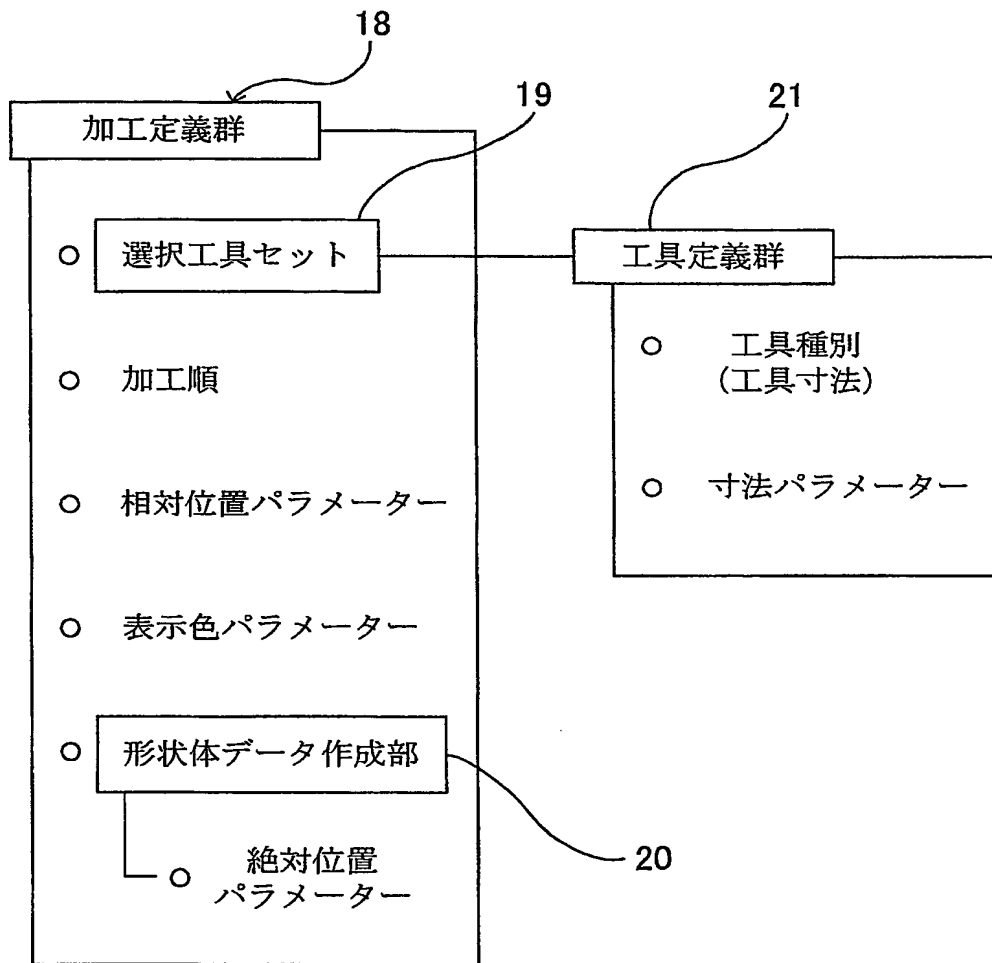 18
加工定義群
19
選択工具セット
加工順
相対位置パラメーター
表示色パラメーター
形状体データ作成部
20
絶対位置
パラメーター
21
工具定義群
工具種別
(工具寸法)
寸法パラメーター